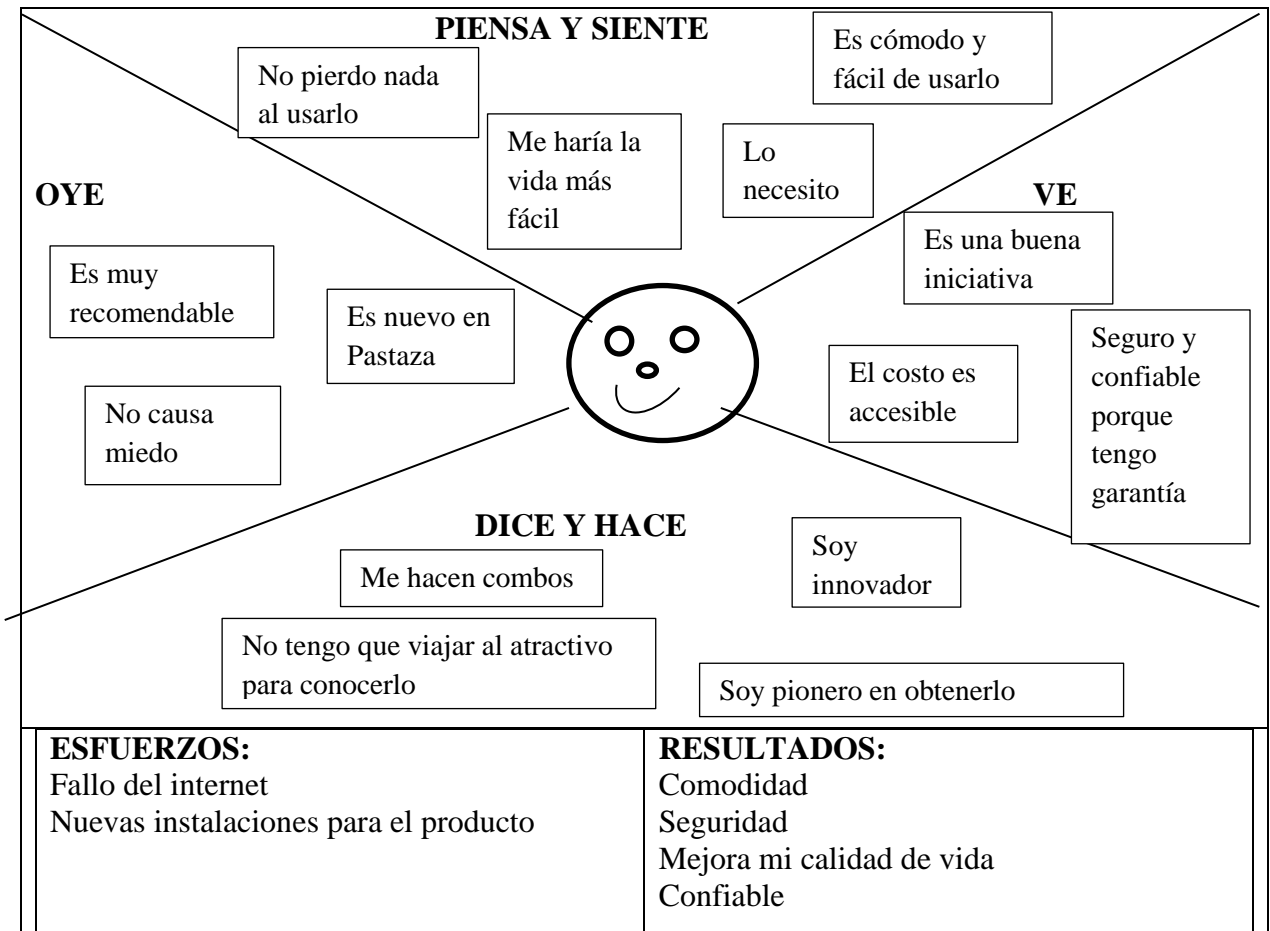 PIENSA Y SIENTE
No pierdo nada
al usarlo
Me haría la
vida más
fácil
Lo
necesito
Es cómodo y
fácil de usarlo
OYE
Es muy
recomendable
Es nuevo en
Pastaza
No causa
miedo
VE
Es una buena
iniciativa
El costo es
accesible
Seguro y
confiable
porque
tengo
garantía
DICE Y HACE
Me hacen combos
Soy
innovador
No tengo que viajar al atractivo
para conocerlo
Soy pionero en obtenerlo
ESFUERZOS:
Fallo del internet
Nuevas instalaciones para el producto
RESULTADOS:
Comodidad
Seguridad
Mejora mi calidad de vida
Confiable